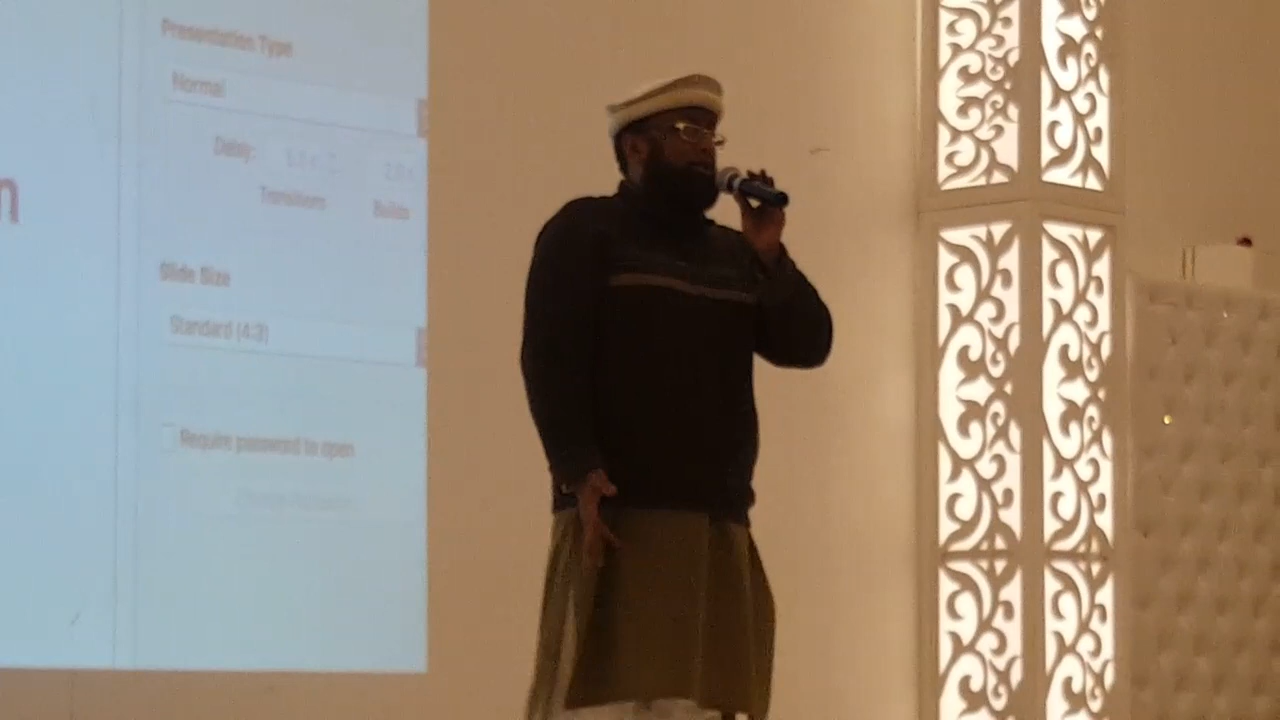 Presentation Type
Normal
n
Delay:
Transitions
Builds
Slide Size
Standard (4:3)
Require password to open